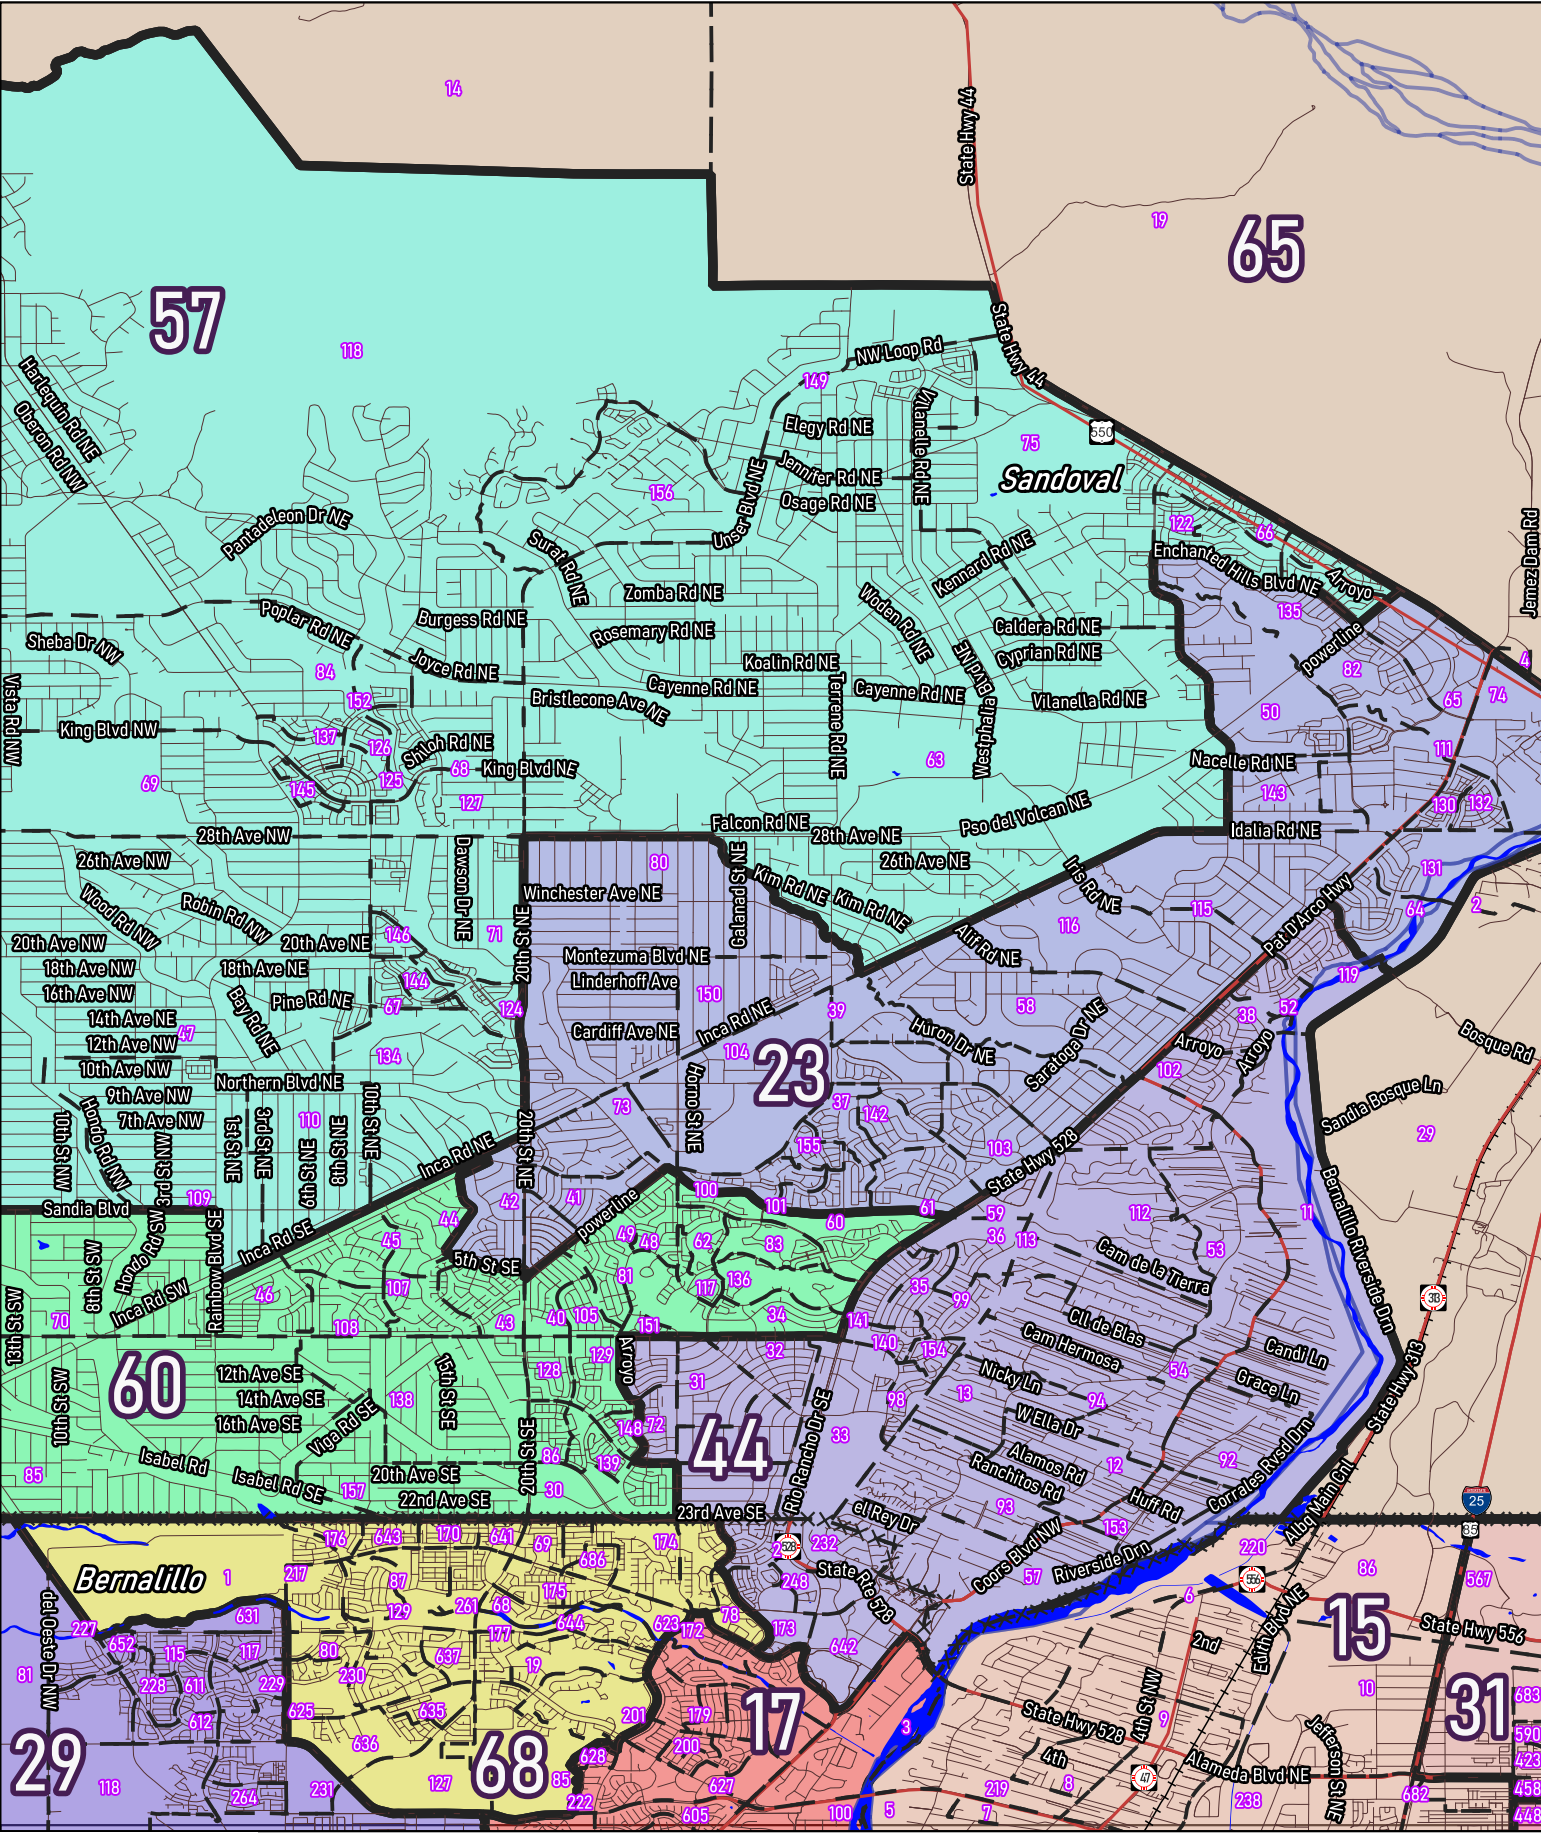 14
State Hwy 44
19
65
57
118
State Hwy 44
NW Loop Rd
149
Harlequin Rd NE
Oberon Rd NW
Elegy Rd NE
Vilanelle Rd NE
75
550
Jennifer Rd NE
Sandoval
156
Osage Rd NE
Unser Blvd NE
122
66
Pantadeleon Dr NE
Surat Rd NE
Kennard Rd NE
Enchanted Hills Blvd NE
Arroyo
Jemez Dam Rd
Zomba Rd NE
Woden Rd NE
135
Poplar Rd NE
Burgess Rd NE
Rosemary Rd NE
Caldera Rd NE
powerline
Sheba Dr NW
Joyce Rd NE
Koalin Rd NE
Cyprian Rd NE
82
4
84
Cayenne Rd NE
Cayenne Rd NE
Westphalia Blvd NE
Vilanella Rd NE
65
74
152
Bristlecone Ave NE
Terrene Rd NE
50
Vista Rd NW
King Blvd NW
137
126
Shiloh Rd NE
111
63
68
King Blvd NE
Nacelle Rd NE
69
145
125
127
143
130
132
28th Ave NW
Falcon Rd NE
28th Ave NE
Pso del Volcan NE
Idalia Rd NE
26th Ave NW
Dawson Dr NE
80
Galanad St NE
26th Ave NE
Iris Rd NE
131
Winchester Ave NE
Kim Rd NE
Kim Rd NE
Wood Rd NW
Robin Rd NW
115
Pat D'Arco Hwy
64
2
20th Ave NW
20th Ave NE
146
71
20th St NE
116
Alif Rd NE
18th Ave NW
18th Ave NE
Montezuma Blvd NE
119
16th Ave NW
Pine Rd NE
144
Linderhoff Ave
150
14th Ave NE
Bay Rd NE
67
124
39
58
38
52
47
12th Ave NW
Cardiff Ave NE
Inca Rd NE
Huron Dr NE
Saratoga Dr NE
Arroyo
Arroyo
Bosque Rd
10th Ave NW
134
104
23
102
Northern Blvd NE
9th Ave NW
Hondo Rd NW
10th St NE
Homo St NE
Sandia Bosque Ln
7th Ave NW
110
73
37
142
10th St NW
3rd St NW
1st St NE
3rd St NE
4th St NE
8th St NE
20th St NE
155
103
29
Inca Rd NE
State Hwy 528
Bernalillo Riverside Drn
109
42
41
100
101
61
59
112
11
Sandia Blvd
44
powerline
60
36
113
Hondo Rd SW
Rainbow Blvd SE
Inca Rd SE
45
49
48
62
83
53
8th St SW
5th St SE
Cam de la Tierra
Inca Rd SW
46
107
81
117
136
35
99
313
70
108
43
40
105
151
34
141
Cll de Blas
13th St SW
140
154
Cam Hermosa
Candi Ln
60
12th Ave SE
15th St SE
128
129
Arroyo
32
54
State Hwy 313
10th St SW
14th Ave SE
138
31
Nicky Ln
Grace Ln
98
13
94
16th Ave SE
Viga Rd SE
148
72
44
Rio Rancho Dr SE
33
W Ella Dr
85
Isabel Rd
20th St SE
86
139
Alamos Rd
12
92
Isabel Rd SE
157
20th Ave SE
30
Ranchitos Rd
Corrales Rvsd Drn
22nd Ave SE
23rd Ave SE
el Rey Dr
93
Huff Rd
Albq Main Cnl
25
176
643
170
641
69
174
528
232
Coors Blvd NW
153
220
85
Bernalillo
1
217
87
686
State Rte 528
57
Riverside Drn
556
86
567
del Oeste Dr NW
631
129
261
68
175
248
6
227
644
623
78
173
172
15
State Hwy 556
652
115
117
80
177
642
2nd
Edith Blvd NE
81
228
611
229
230
637
19
612
625
635
201
179
17
3
State Hwy 528
4th St NW
9
10
31
683
29
636
68
628
200
4th
Jefferson St NE
590
118
264
231
127
85
627
47
Alameda Blvd NE
423
222
605
100
5
219
7
8
238
682
458
448